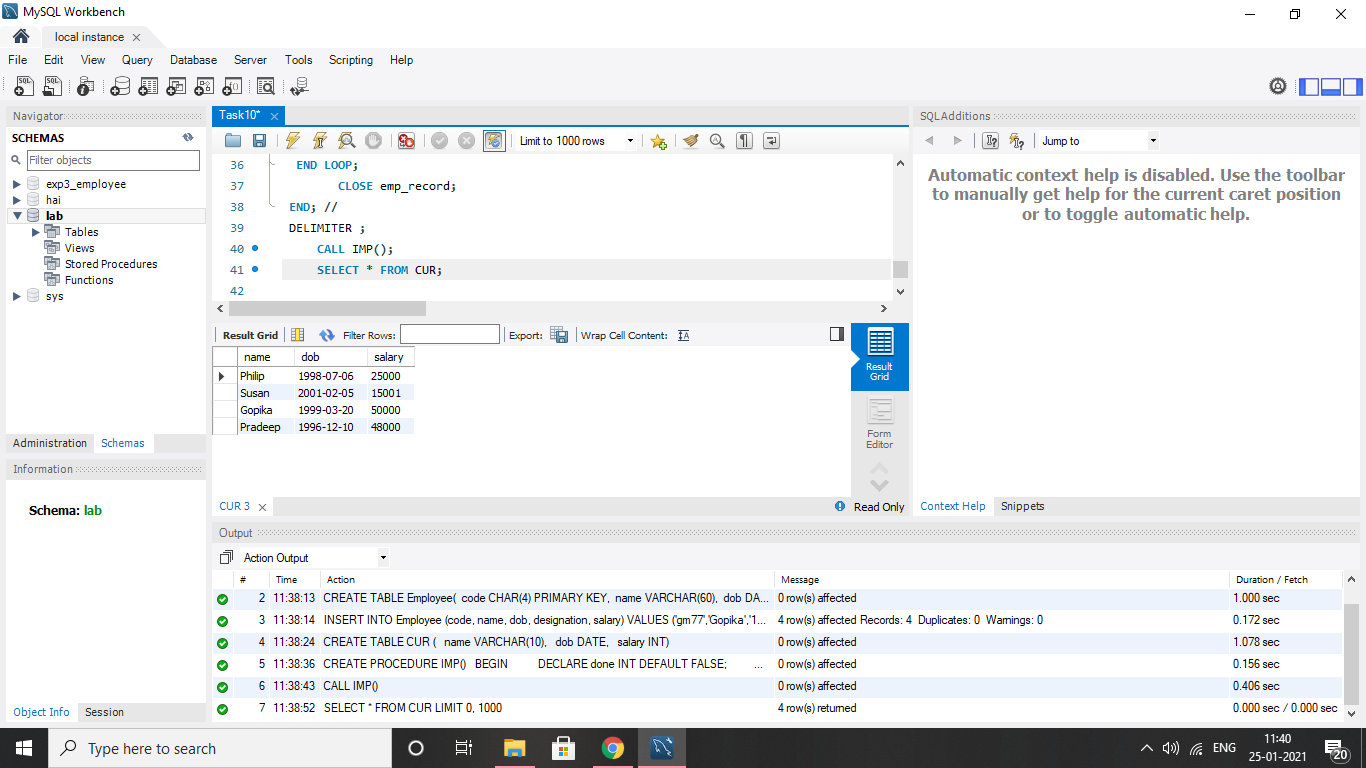 MySQL Workbench
local instance
File Edit View Query Database Server Tools Scripting Help
Navigator
SCHEMAS
Filter objects
exp3_employee
hai
lab
Tables
Views
Stored Procedures
Functions
sys
Administration Schemas
Information
Schema: lab
Object Info Session
Task10*
Limit to 1000 rows
36 END LOOP;
37 CLOSE emp_record;
38 END; //
39 DELIMITER ;
40 CALL IMP();
41 SELECT * FROM CUR;
42
Result Grid Filter Rows: Export: Wrap Cell Content:
name dob salary
Philip 1998-07-06 25000
Susan 2001-02-05 15001
Gopika 1999-03-20 50000
Pradeep 1996-12-10 48000
Result
Grid
Form
Editor
CUR 3 Read Only
SQLAdditions
Jump to
Automatic context help is disabled. Use the toolbar
to manually get help for the current caret position
or to toggle automatic help.
Context Help Snippets
Output
Action Output
# Time Action Message Duration / Fetch
2 11:38:13 CREATE TABLE Employee( code CHAR(4) PRIMARY KEY, name VARCHAR(60), dob DA... 0 row(s) affected 1.000 sec
3 11:38:14 INSERT INTO Employee (code, name, dob, designation, salary) VALUES ('gm77','Gopika','1... 4 row(s) affected Records: 4 Duplicates: 0 Warnings: 0 0.172 sec
4 11:38:24 CREATE TABLE CUR ( name VARCHAR(10), dob DATE, salary INT) 0 row(s) affected 1.078 sec
5 11:38:36 CREATE PROCEDURE IMP() BEGIN DECLARE done INT DEFAULT FALSE; ... 0 row(s) affected 0.156 sec
6 11:38:43 CALL IMP() 0 row(s) affected 0.406 sec
7 11:38:52 SELECT * FROM CUR LIMIT 0, 1000 4 row(s) returned 0.000 sec / 0.000 sec
Type here to search
ENG
11:40
25-01-2021
20